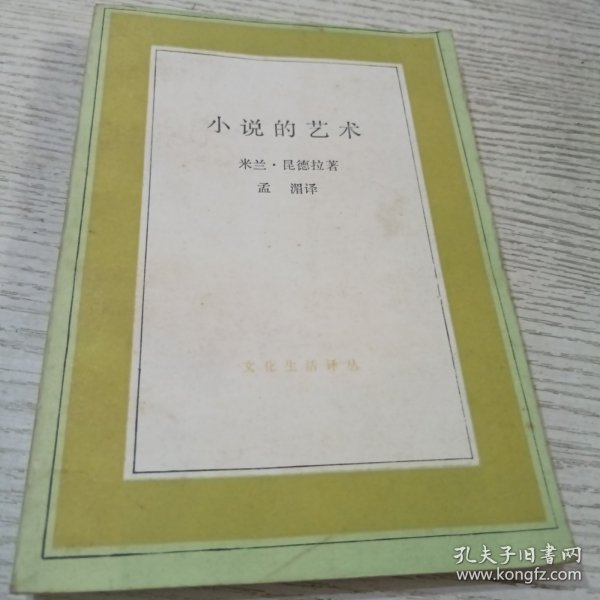 小说的艺术
米兰·昆德拉著
孟 湄译
文化生活译丛
孔夫子旧書网
www.kongfz.com